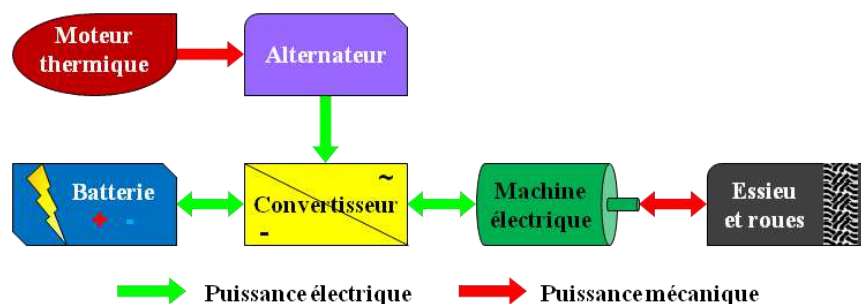 Moteur
thermique
Alternateur
Batterie
+ -
~
Convertisseur
-
Machine
électrique
Essieu
et roues
Puissance électrique
Puissance mécanique